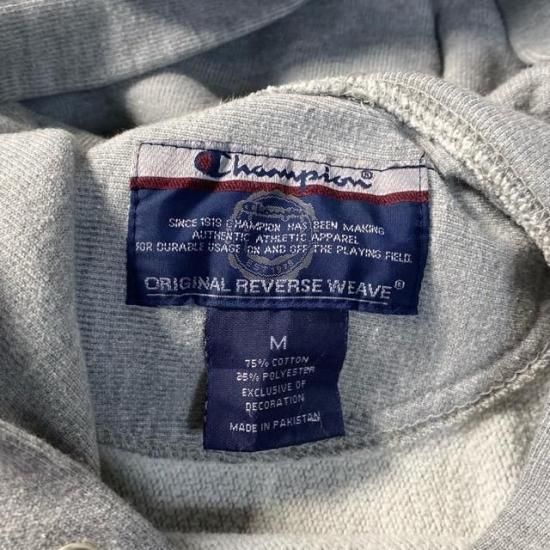 Champion®
SINCE 1919 CHAMPION HAS BEEN MAKING
AUTHENTIC ATHLETIC APPAREL
FOR DURABLE USAGE ON AND OFF THE PLAYING FIELD.
ORIGINAL REVERSE WEAVE®
M
75% COTTON
25% POLYESTER
EXCLUSIVE OF
DECORATION
MADE IN PAKISTAN